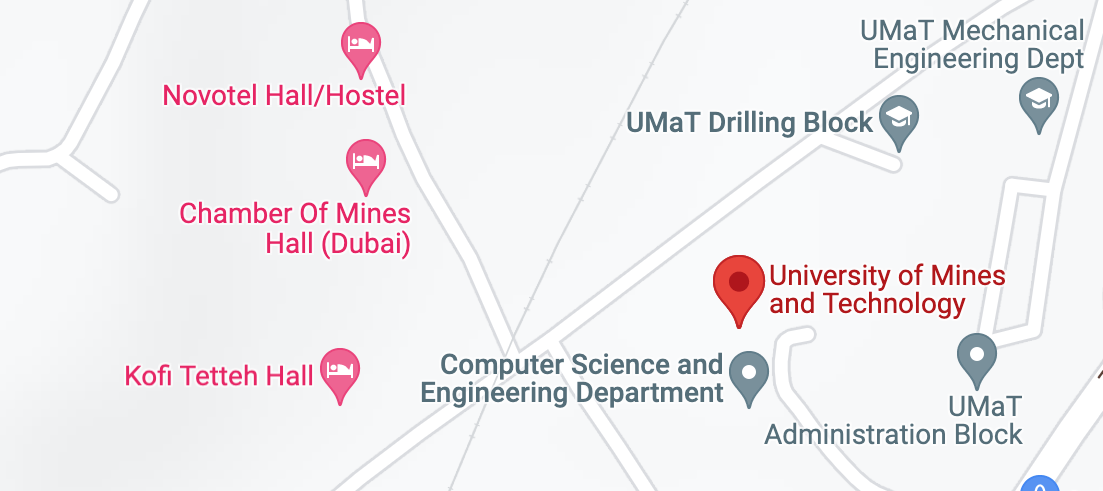 UMaT Mechanical
Engineering Dept
Novotel Hall/Hostel
UMaT Drilling Block
Chamber Of Mines
Hall (Dubai)
University of Mines
and Technology
Kofi Tetteh Hall
Computer Science and
Engineering Department
UMaT
Administration Block